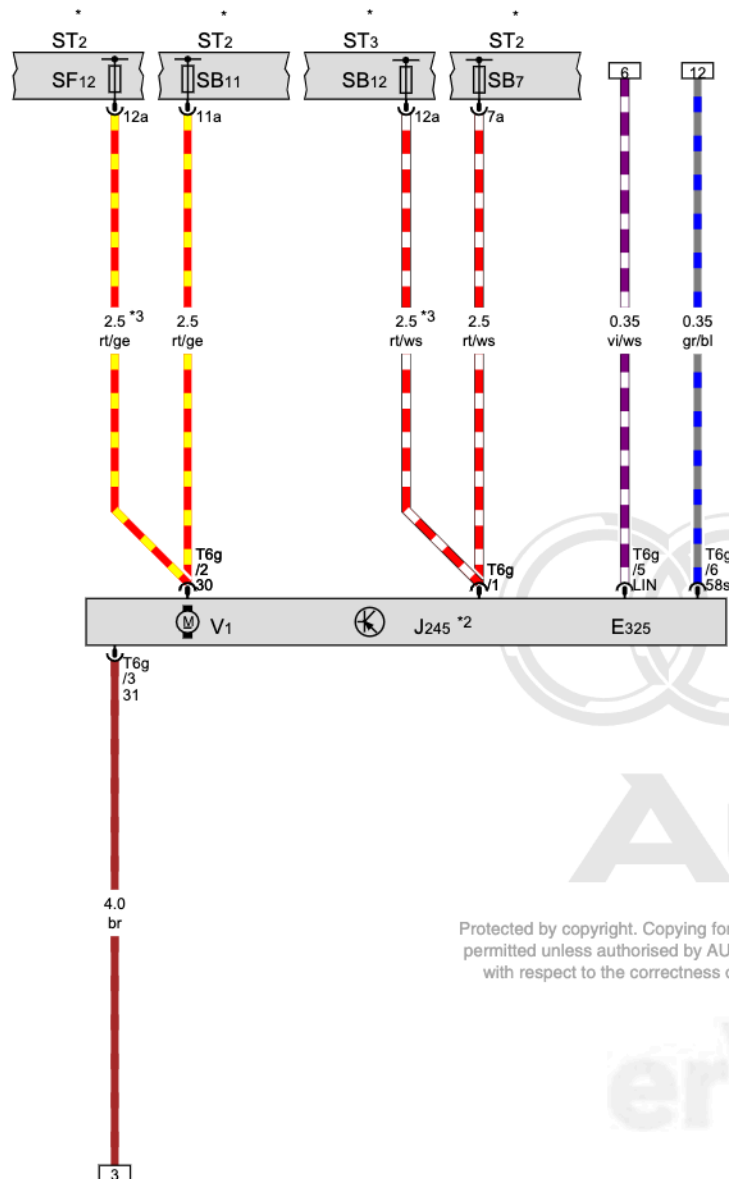 * * * *
ST2 ST2 ST3 ST2
SF12 SB11 SB12 SB7 6 12
12a 11a 12a 7a
2.5 *3 2.5 2.5 *3 2.5 0.35 0.35
rt/ge rt/ge rt/ws rt/ws vi/ws gr/bl
T6g T6g T6g T6g
/2 /1 /5 /6
30 LIN 58s
V1 J245 *2 E325
M
T6g
/3
31
4.0
br
Protected by copyright. Copying for
permitted unless authorised by AU
with respect to the correctness
3